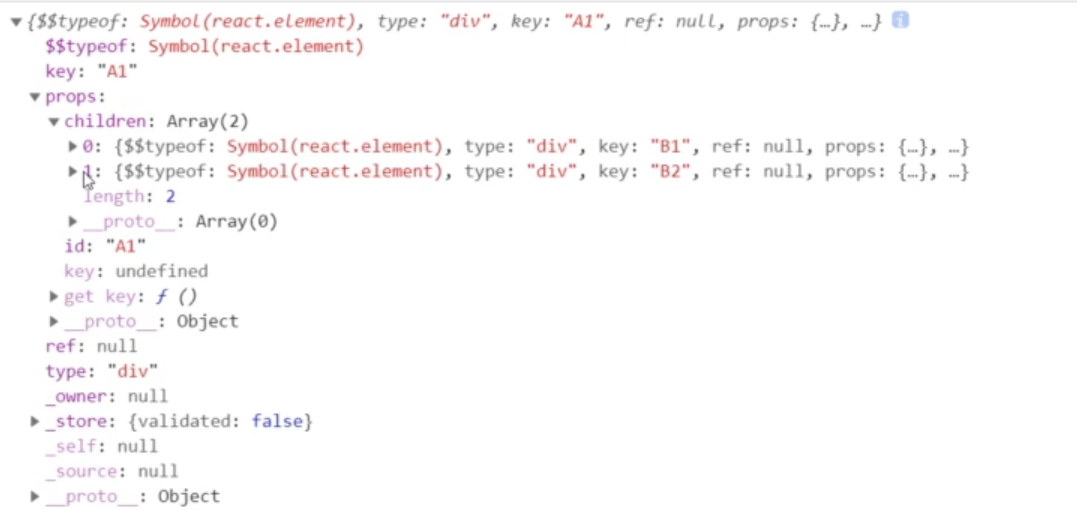 ▼{$$typeof: Symbol(react.element), type: "div", key: "A1", ref: null, props: {…}, …} i
$$typeof: Symbol(react.element)
key: "A1"
▼props:
▼children: Array(2)
▶0: {$$typeof: Symbol(react.element), type: "div", key: "B1", ref: null, props: {…}, …}
▶1: {$$typeof: Symbol(react.element), type: "div", key: "B2", ref: null, props: {…}, …}
length: 2
▶__proto__: Array(0)
id: "A1"
key: undefined
▶get key: ƒ ()
▶__proto__: Object
ref: null
type: "div"
_owner: null
▶_store: {validated: false}
_self: null
_source: null
▶__proto__: Object